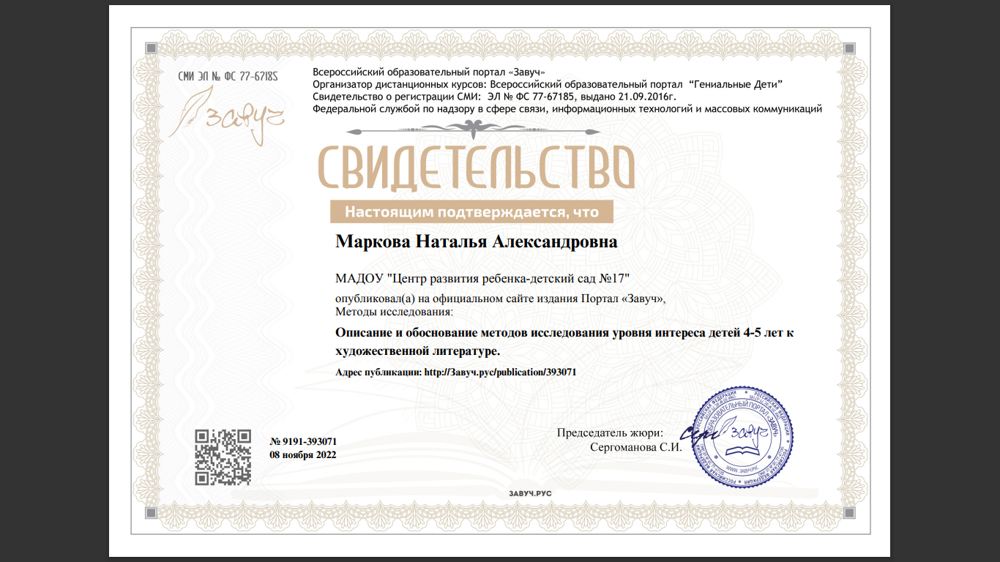 СМИ ЭЛ № ФС 77-67185
завуч
Всероссийский образовательный портал «Завуч»
Организатор дистанционных курсов: Всероссийский образовательный портал “Гениальные Дети”
Свидетельство о регистрации СМИ: ЭЛ № ФС 77-67185, выдано 21.09.2016г.
Федеральной службой по надзору в сфере связи, информационных технологий и массовых коммуникаций
СВИДЕТЕЛЬСТВО
Настоящим подтверждается, что
Маркова Наталья Александровна
МАДОУ "Центр развития ребенка-детский сад №17"
опубликовал(а) на официальном сайте издания Портал «Завуч»,
Методы исследования:
Описание и обоснование методов исследования уровня интереса детей 4-5 лет к
художественной литературе.
Адрес публикации: http://Завуч.рус/publication/393071
№ 9191-393071
08 ноября 2022
Председатель жюри:
Сергоманова С.И.
РОССИЙСКАЯ ФЕДЕРАЦИЯ
ОБРАЗОВАТЕЛЬНЫЙ ПОРТАЛ «ЗАВУЧ»
завуч
WWW. ЗАВУЧ.РУС
ЗАВУЧ.РУС